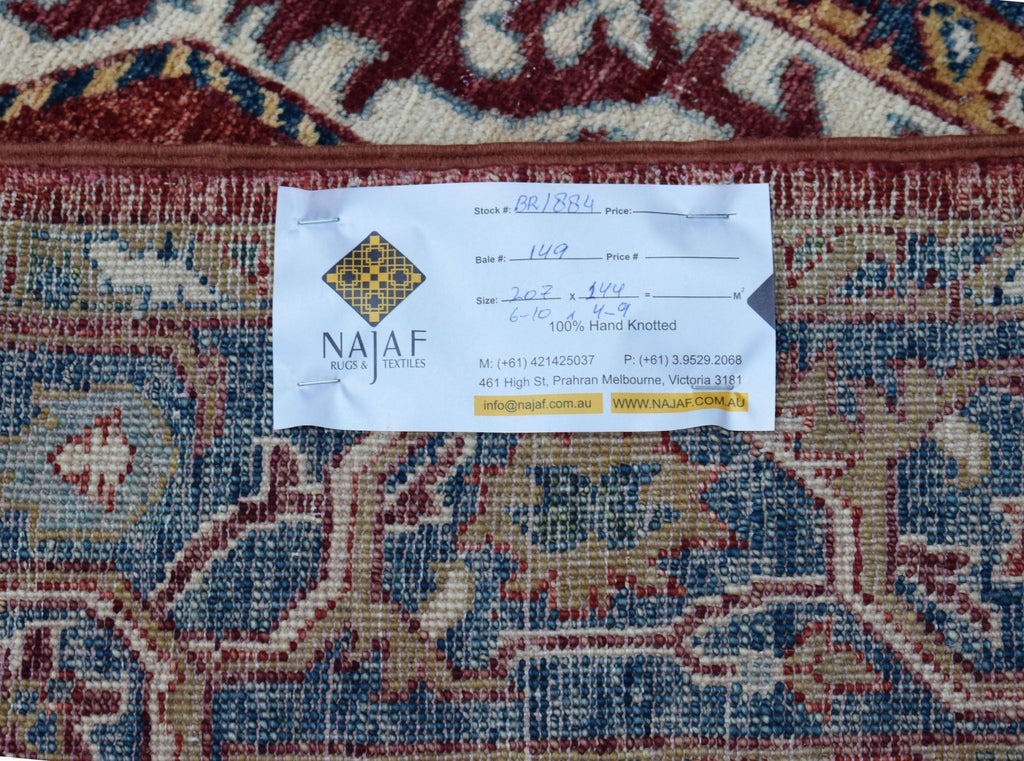 Stock #: BR1884 Price:
Bale #: 149 Price #
Size: 207 x 144 = M²
6-10 x 4-9
100% Hand Knotted
NAJAF
RUGS & TEXTILES
M: (+61) 421425037 P: (+61) 3.9529.2068
461 High St, Prahran Melbourne, Victoria 3181
info@najaf.com.au WWW.NAJAF.COM.AU